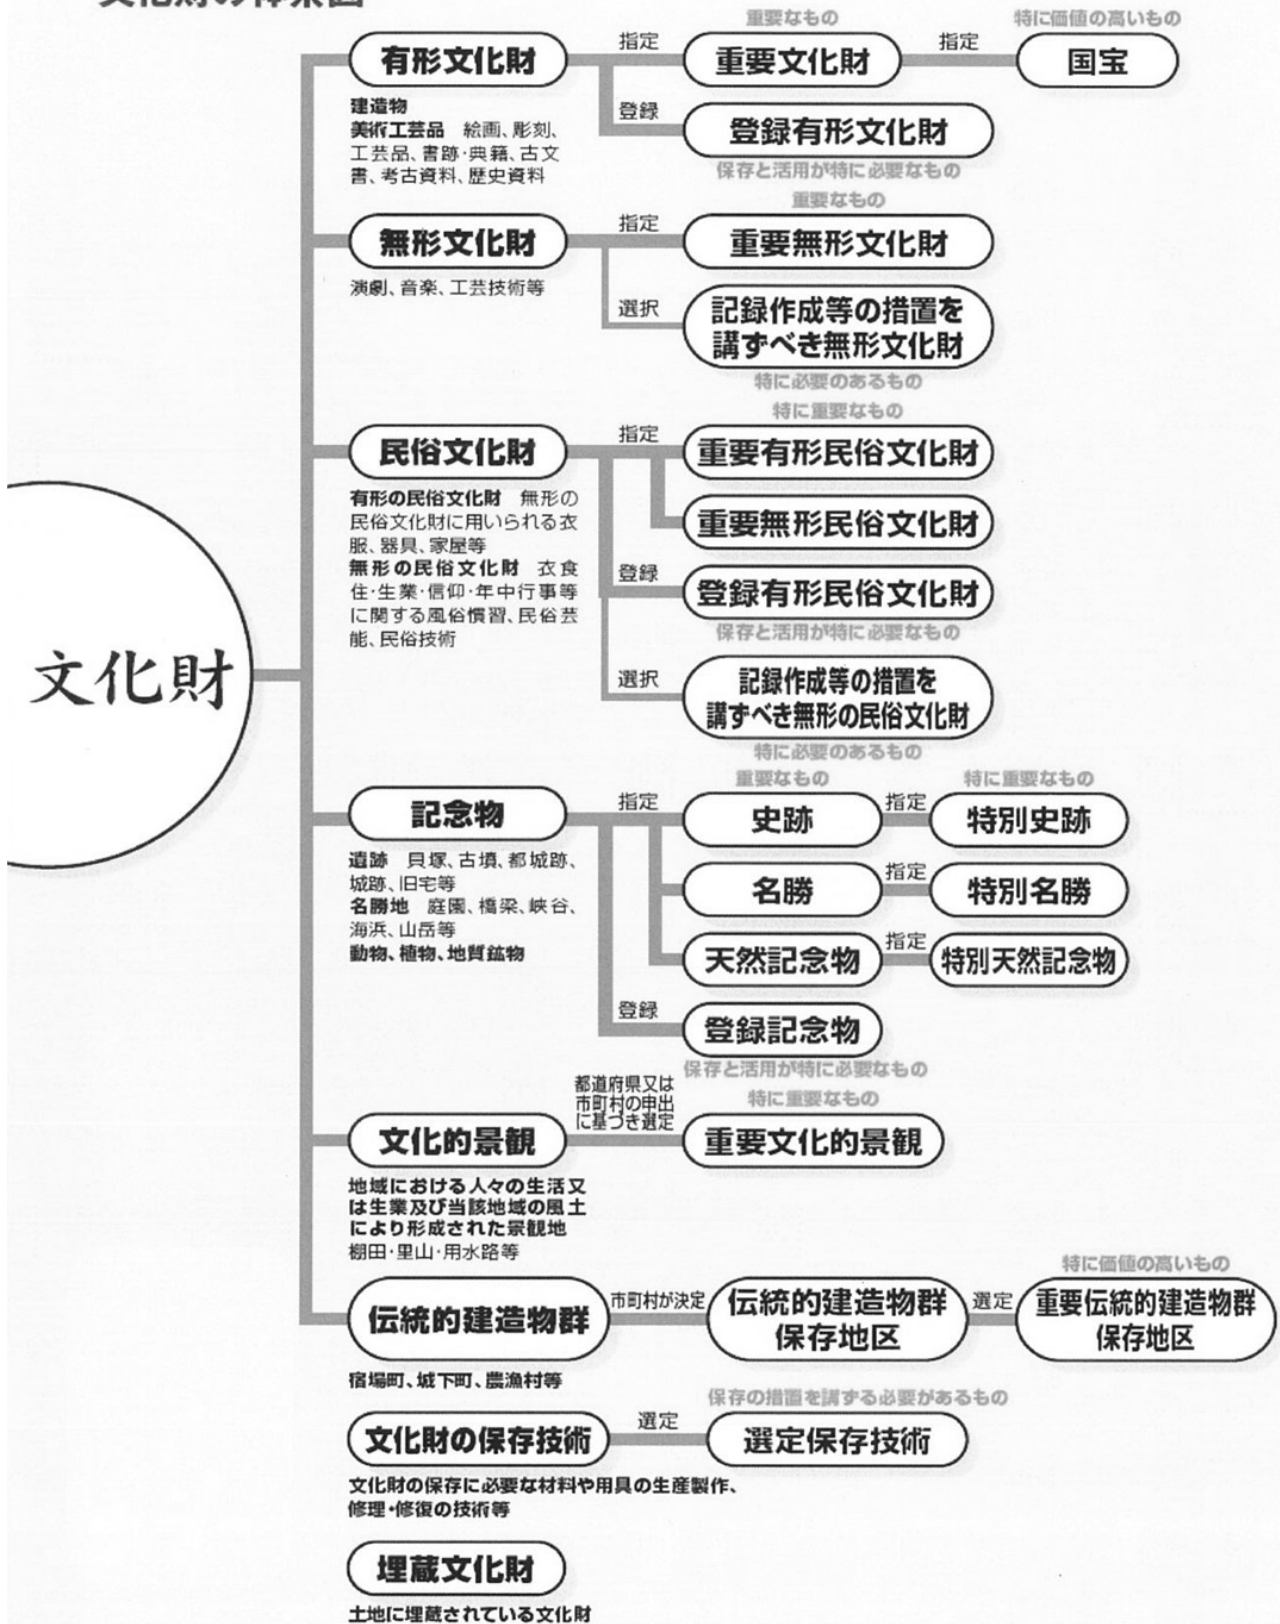 文化財の体系図
重要なもの
特に価値の高いもの
有形文化財
指定
重要文化財
指定
国宝
建造物
美術工芸品 絵画、彫刻、
工芸品、書跡・典籍、古文
書、考古資料、歴史資料
登録
登録有形文化財
保存と活用が特に必要なもの
重要なもの
無形文化財
指定
重要無形文化財
演劇、音楽、工芸技術等
選択
記録作成等の措置を
講ずべき無形文化財
特に必要のあるもの
特に重要なもの
民俗文化財
指定
重要有形民俗文化財
有形の民俗文化財 無形の
民俗文化財に用いられる衣
服、器具、家屋等
無形の民俗文化財 衣食
住・生業・信仰・年中行事等
に関する風俗慣習、民俗芸
能、民俗技術
重要無形民俗文化財
登録
登録有形民俗文化財
保存と活用が特に必要なもの
文化財
選択
記録作成等の措置を
講ずべき無形の民俗文化財
特に必要のあるもの
重要なもの
特に重要なもの
記念物
指定
史跡
指定
特別史跡
遺跡 貝塚、古墳、都城跡、
城跡、旧宅等
名勝地 庭園、橋梁、峡谷、
海浜、山岳等
動物、植物、地質鉱物
名勝
指定
特別名勝
天然記念物
指定
特別天然記念物
登録
登録記念物
保存と活用が特に必要なもの
都道府県又は
市町村の申出
に基づき選定
特に重要なもの
文化的景観
重要文化的景観
地域における人々の生活又
は生業及び当該地域の風土
により形成された景観地
棚田・里山・用水路等
特に価値の高いもの
伝統的建造物群
市町村が決定
伝統的建造物群
保存地区
選定
重要伝統的建造物群
保存地区
宿場町、城下町、農漁村等
保存の措置を講ずる必要があるもの
文化財の保存技術
選定
選定保存技術
文化財の保存に必要な材料や用具の生産製作、
修理・修復の技術等
埋蔵文化財
土地に埋蔵されている文化財